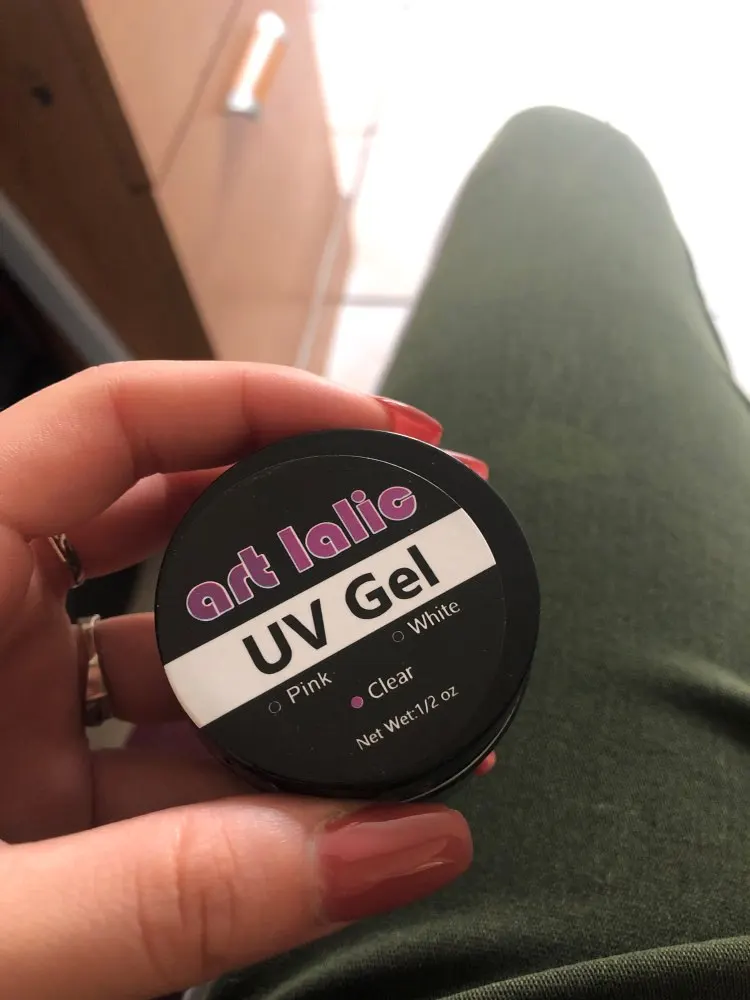 art lalic
UV Gel
White
Pink
Clear
Net Wet:1/2 oz